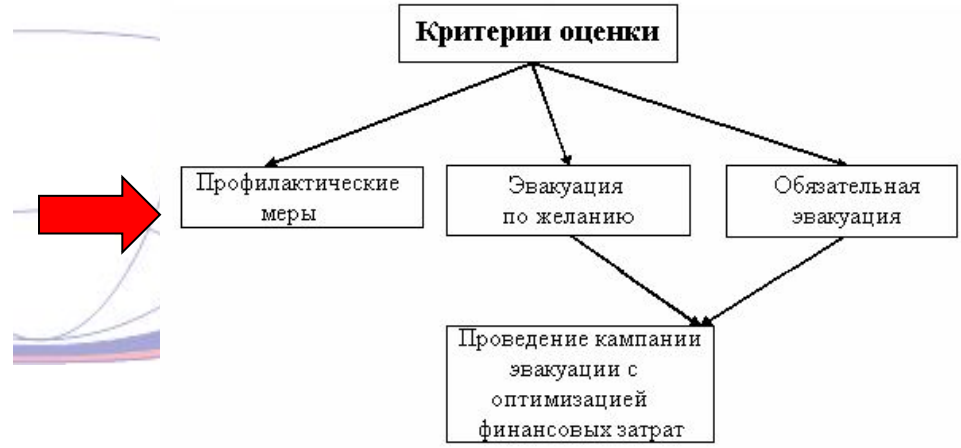 Критерии оценки
Профилактические
меры
Эвакуация
по желанию
Обязательная
эвакуация
Проведение кампании
эвакуации с
оптимизацией
финансовых затрат